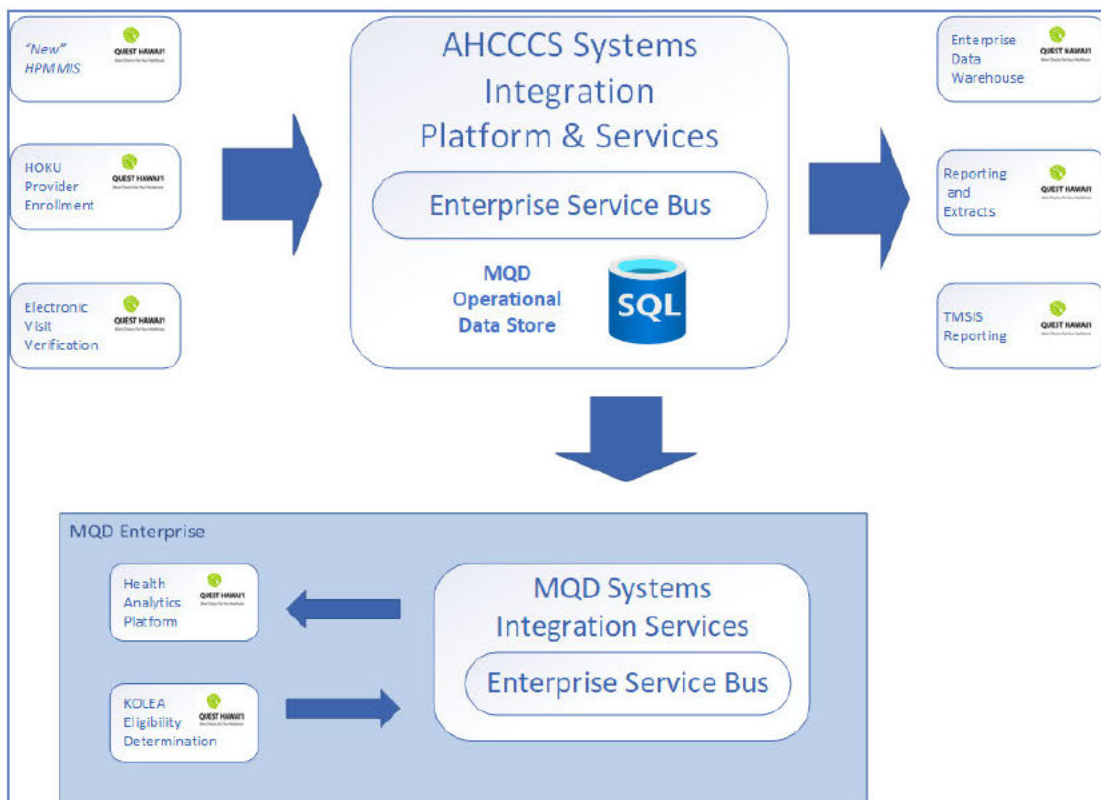 “New”
HPMMIS
QUEST HAWAI'I
HOKU
Provider
Enrollment
QUEST HAWAI'I
Electronic
Visit
Verification
QUEST HAWAI'I
AHCCCS Systems
Integration
Platform & Services
Enterprise Service Bus
MQD
Operational
Data Store
SQL
Enterprise
Data
Warehouse
QUEST HAWAI'I
Reporting
and
Extracts
QUEST HAWAI'I
TMSIS
Reporting
QUEST HAWAI'I
MQD Enterprise
Health
Analytics
Platform
QUEST HAWAI'I
KOLEA
Eligibility
Determination
QUEST HAWAI'I
MQD Systems
Integration Services
Enterprise Service Bus